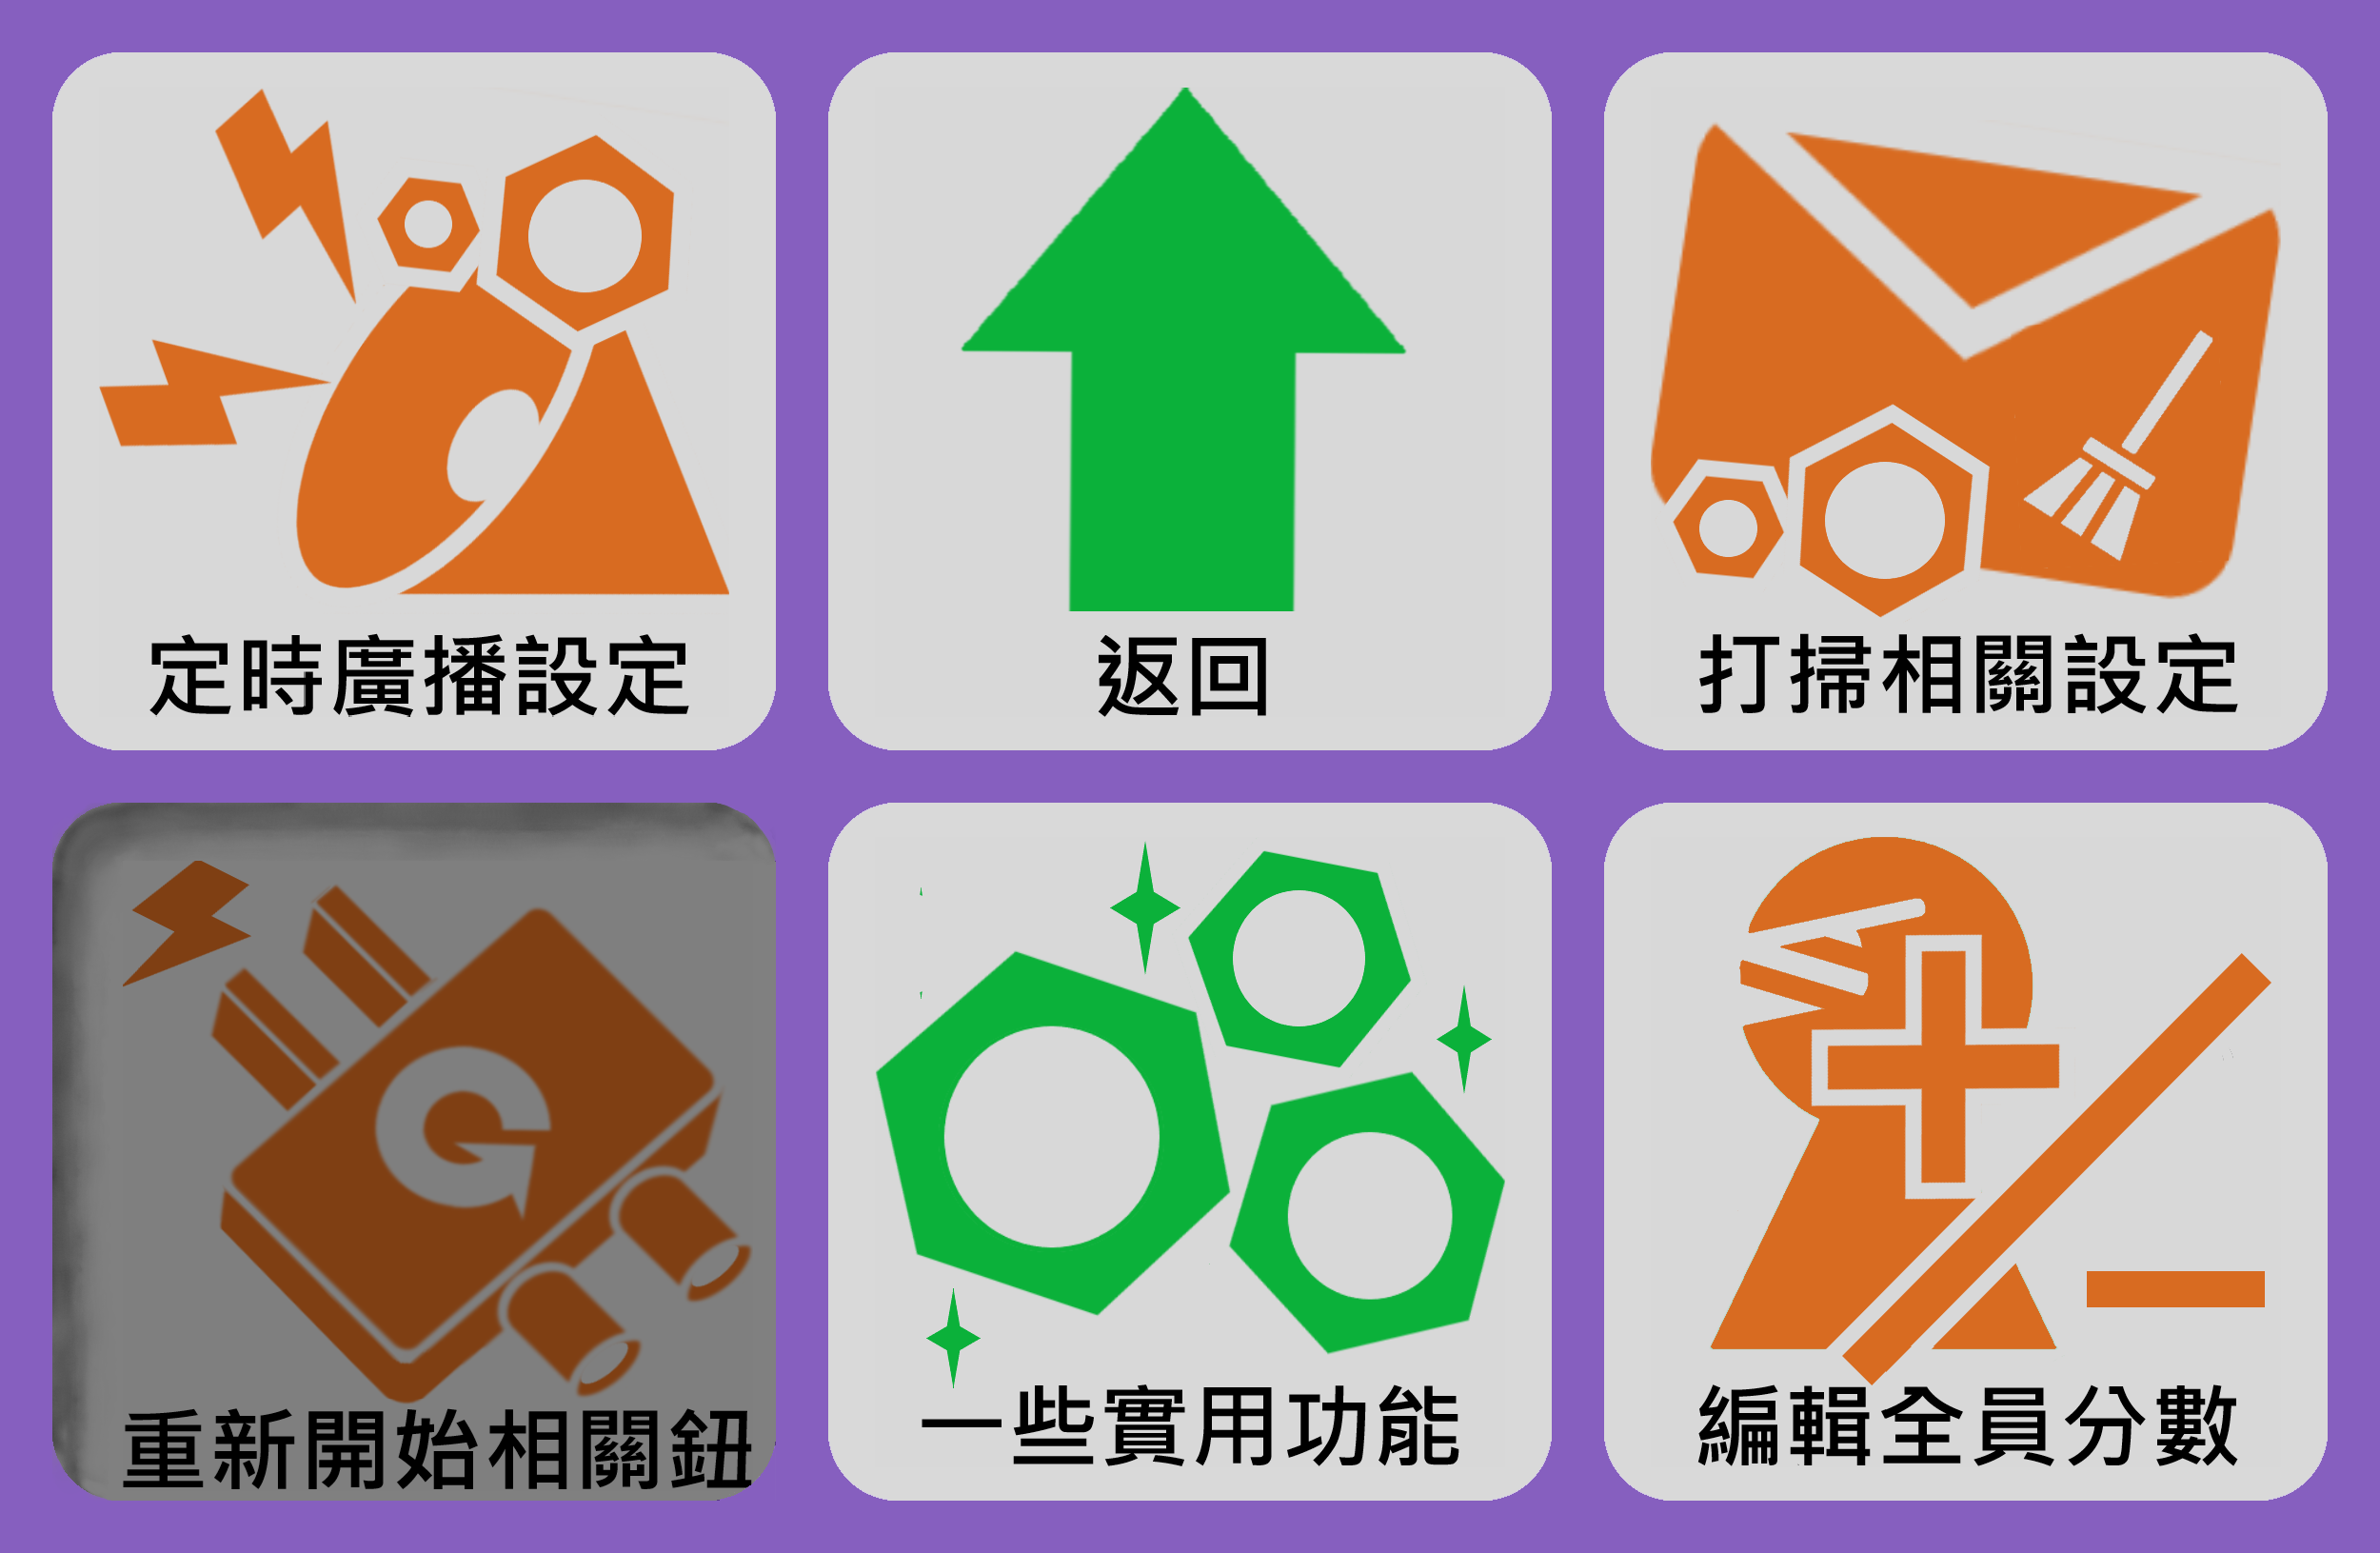 定時廣播設定
返回
打掃相關設定
重新開始相關鈕
一些實用功能
編輯全員分數